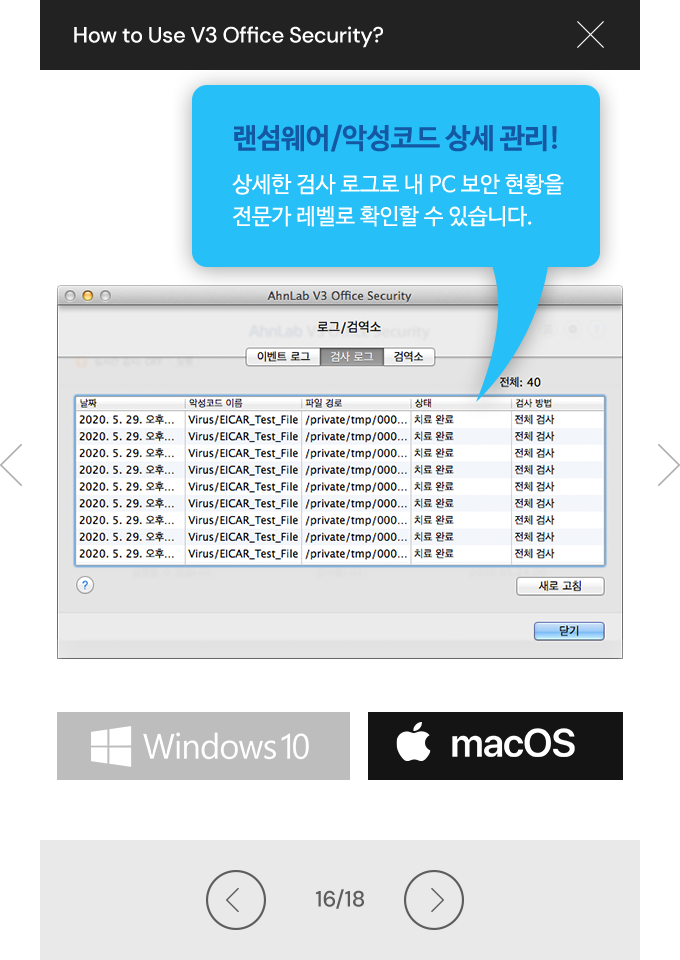 How to Use V3 Office Security?
랜섬웨어/악성코드 상세 관리!
상세한 검사 로그로 내 PC 보안 현황을
전문가 레벨로 확인할 수 있습니다.
AhnLab V3 Office Security
로그/검역소
AhnLab V3 Office Security
이벤트 로그 검사 로그 검역소
전체: 40
날짜 악성코드 이름 파일 경로 상태 검사 방법
2020. 5. 29. 오후... Virus/EICAR_Test_File /private/tmp/000... 치료 완료 전체 검사
2020. 5. 29. 오후... Virus/EICAR_Test_File /private/tmp/000... 치료 완료 전체 검사
2020. 5. 29. 오후... Virus/EICAR_Test_File /private/tmp/000... 치료 완료 전체 검사
2020. 5. 29. 오후... Virus/EICAR_Test_File /private/tmp/000... 치료 완료 전체 검사
2020. 5. 29. 오후... Virus/EICAR_Test_File /private/tmp/000... 치료 완료 전체 검사
2020. 5. 29. 오후... Virus/EICAR_Test_File /private/tmp/000... 치료 완료 전체 검사
2020. 5. 29. 오후... Virus/EICAR_Test_File /private/tmp/000... 치료 완료 전체 검사
2020. 5. 29. 오후... Virus/EICAR_Test_File /private/tmp/000... 치료 완료 전체 검사
2020. 5. 29. 오후... Virus/EICAR_Test_File /private/tmp/000... 치료 완료 전체 검사
? 새로 고침
닫기
Windows 10 macOS
16/18